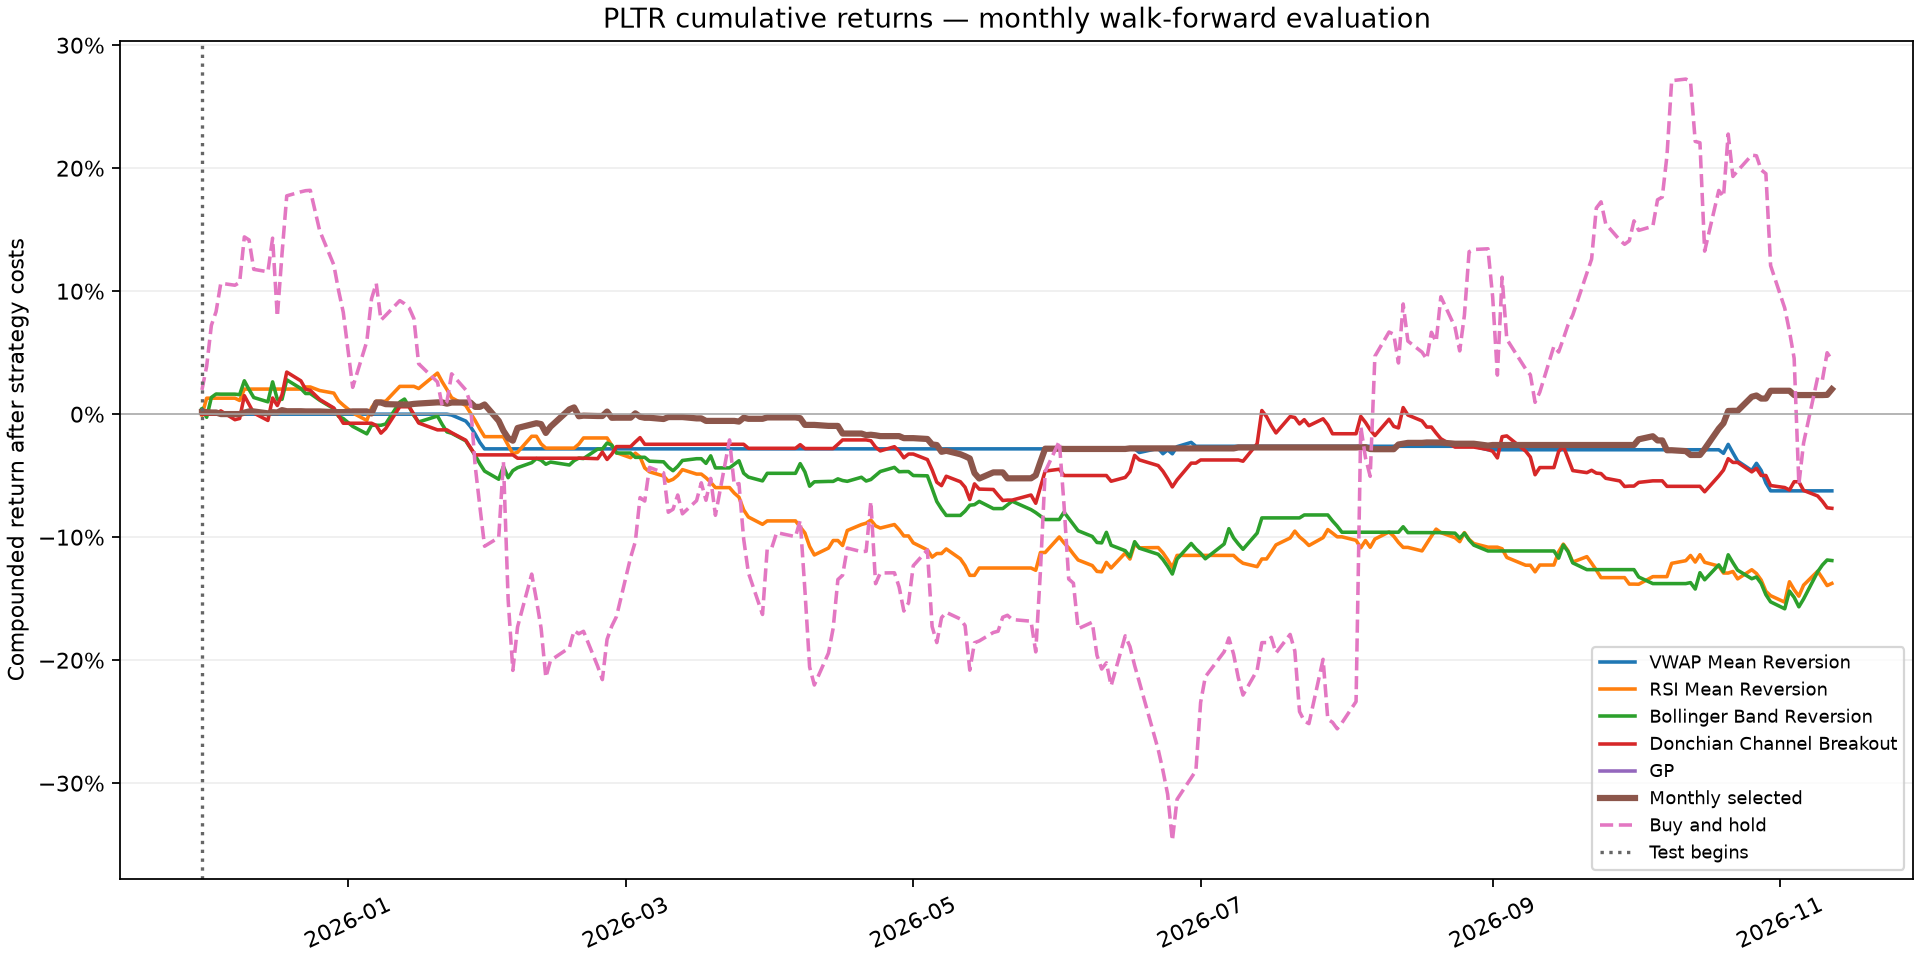 PLTR cumulative returns — monthly walk-forward evaluation
Compounded return after strategy costs
30%
20%
10%
0%
−10%
−20%
−30%
VWAP Mean Reversion
RSI Mean Reversion
Bollinger Band Reversion
Donchian Channel Breakout
GP
Monthly selected
Buy and hold
Test begins
2026-01
2026-03
2026-05
2026-07
2026-09
2026-11